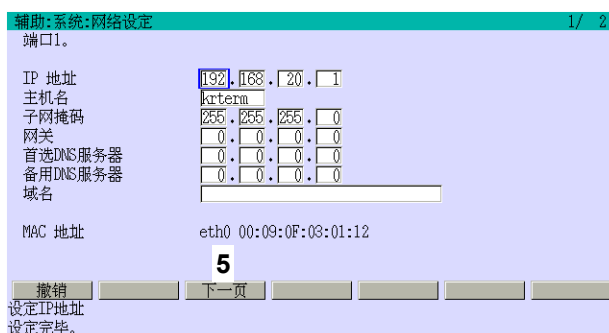 辅助:系统:网络设定 1/ 2
端口1。
IP 地址 192.168. 20. 1
主机名 krterm
子网掩码 255.255.255. 0
网关 0. 0. 0. 0
首选DNS服务器 0. 0. 0. 0
备用DNS服务器 0. 0. 0. 0
域名
MAC 地址 eth0 00:09:0F:03:01:12
5
撤销 下一页
设定IP地址
设定完毕。